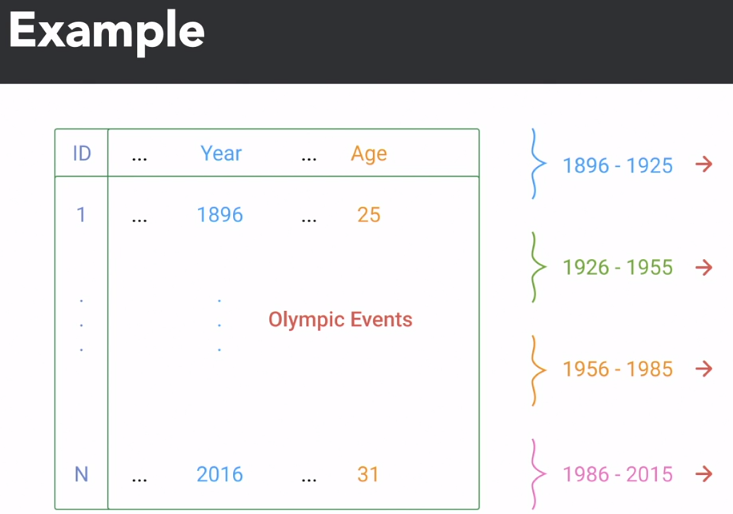 Example
ID ... Year ... Age
1 ... 1896 ... 25
Olympic Events
N ... 2016 ... 31
1896 - 1925 →
1926 - 1955 →
1956 - 1985 →
1986 - 2015 →